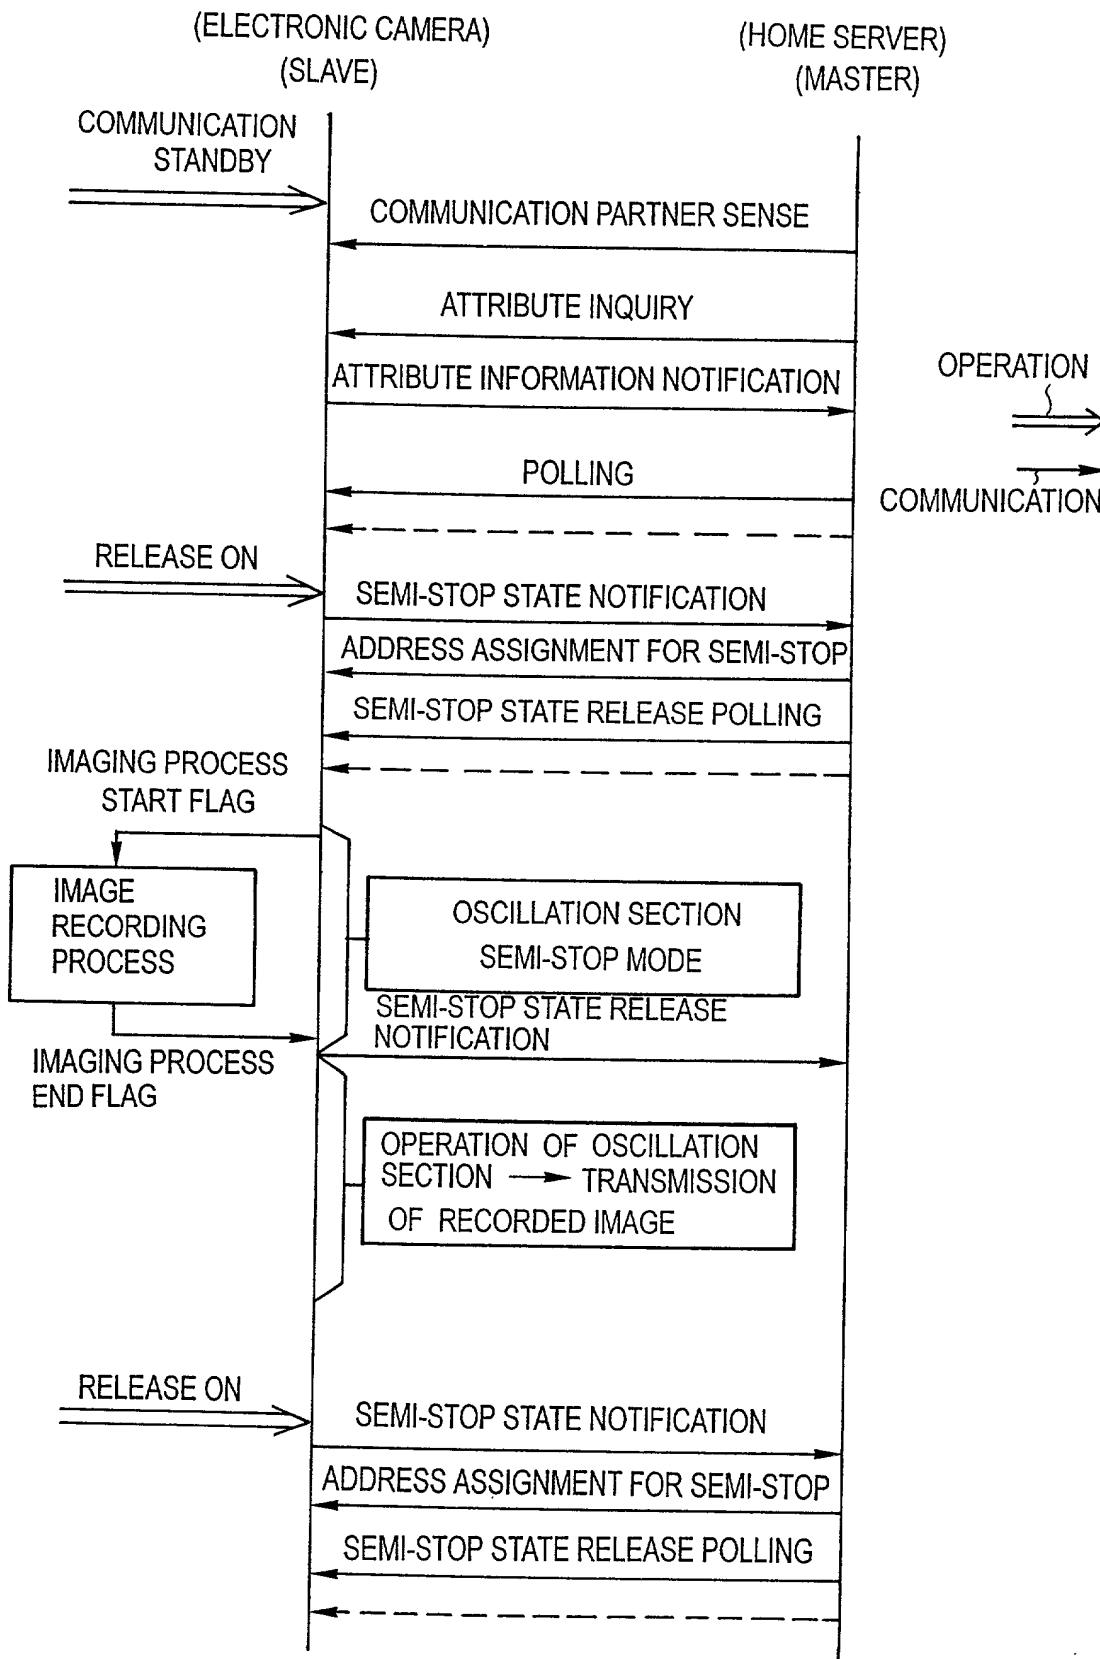 (ELECTRONIC CAMERA)
(SLAVE)
(HOME SERVER)
(MASTER)
COMMUNICATION
STANDBY
COMMUNICATION PARTNER SENSE
ATTRIBUTE INQUIRY
ATTRIBUTE INFORMATION NOTIFICATION
OPERATION
POLLING
COMMUNICATION
RELEASE ON
SEMI-STOP STATE NOTIFICATION
ADDRESS ASSIGNMENT FOR SEMI-STOP
SEMI-STOP STATE RELEASE POLLING
IMAGING PROCESS
START FLAG
IMAGE
RECORDING
PROCESS
OSCILLATION SECTION
SEMI-STOP MODE
SEMI-STOP STATE RELEASE
NOTIFICATION
IMAGING PROCESS
END FLAG
OPERATION OF OSCILLATION
SECTION → TRANSMISSION
OF RECORDED IMAGE
RELEASE ON
SEMI-STOP STATE NOTIFICATION
ADDRESS ASSIGNMENT FOR SEMI-STOP
SEMI-STOP STATE RELEASE POLLING